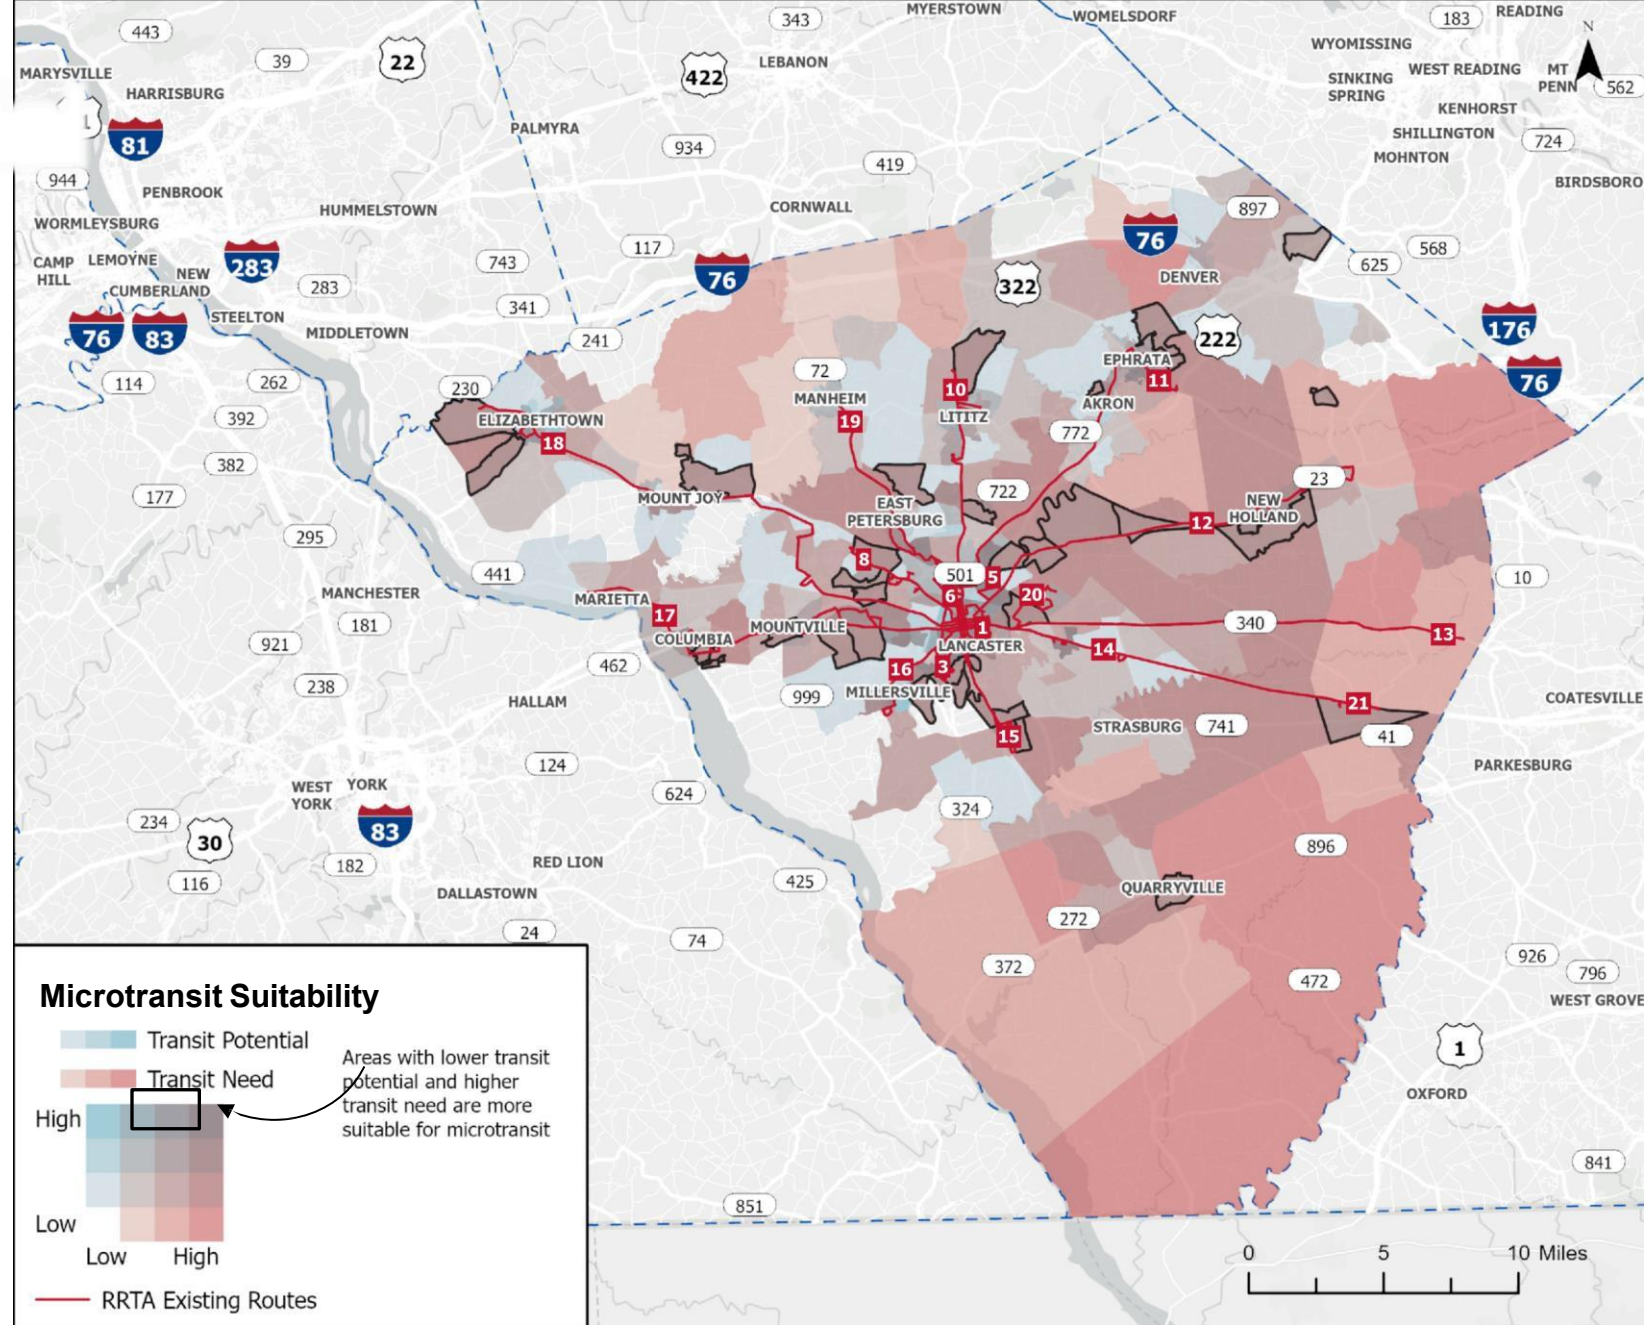 443
39
22
343
MYERSTOWN
WOMELSDORF
183
READING
N
MARYSVILLE
HARRISBURG
422
LEBANON
WYOMISSING
WEST READING
SINKING
SPRING
MT
PENN
562
81
PALMYRA
934
KENHORST
SHILLINGTON
724
MOHNTON
944
PENBROOK
419
BIRDSBORO
WORMLEYSBURG
HUMMELSTOWN
CORNWALL
897
CAMP
HILL
LEMOYNE
283
743
117
76
76
568
625
NEW
CUMBERLAND
283
322
DENVER
STEELTON
341
76
83
MIDDLETOWN
241
222
176
114
262
230
72
EPHRATA
76
392
ELIZABETHTOWN
MANHEIM
10
11
AKRON
LITITZ
18
19
772
382
177
MOUNT JOY
722
23
EAST
PETERSBURG
NEW
HOLLAND
12
295
441
8
501
5
10
MANCHESTER
MARIETTA
6
20
181
17
MOUNTVILLE
1
340
13
921
COLUMBIA
LANCASTER
14
462
16
3
238
HALLAM
999
MILLERSVILLE
COATESVILLE
21
15
STRASBURG
741
41
124
PARKESBURG
WEST
YORK
YORK
624
324
234
30
83
896
182
RED LION
116
DALLASTOWN
425
QUARRYVILLE
272
24
74
372
472
926
796
WEST GROVE
1
OXFORD
841
851
Microtransit Suitability
Transit Potential
Transit Need
Areas with lower transit
potential and higher
transit need are more
suitable for microtransit
High
Low
Low
High
RRTA Existing Routes
0
5
10 Miles